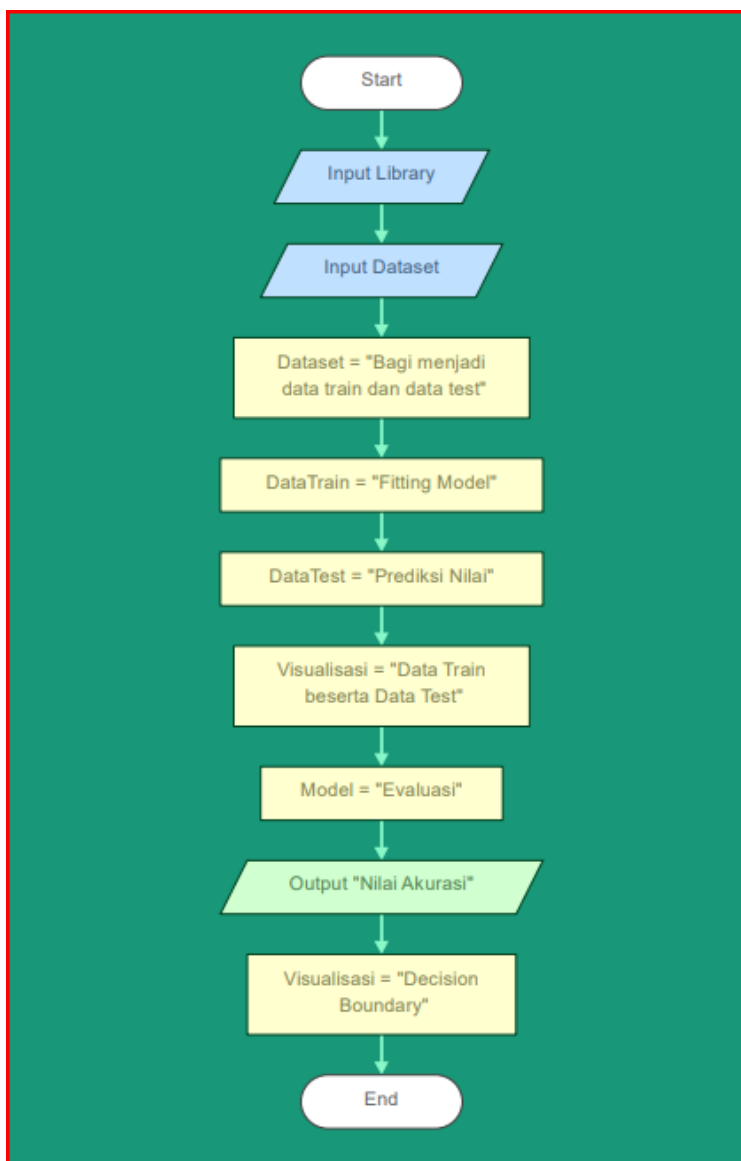 Start
Input Library
Input Dataset
Dataset = "Bagi menjadi
data train dan data test"
DataTrain = "Fitting Model"
DataTest = "Prediksi Nilai"
Visualisasi = "Data Train
beserta Data Test"
Model = "Evaluasi"
Output "Nilai Akurasi"
Visualisasi = "Decision
Boundary"
End